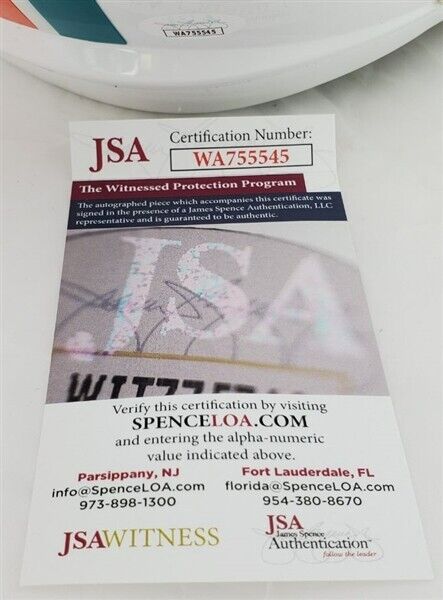 WA755545
JSA
Certification Number:
WA755545
The Witnessed Protection Program
The autographed piece which accompanies this certificate was
signed in the presence of a James Spence Authentication, LLC
representative and is guaranteed to be authentic.
JSA
Verify this certification by visiting
SPENCELOA.COM
and entering the alpha-numeric
value indicated above.
Parsippany, NJ
info@SpenceLOA.com
973-898-1300
Fort Lauderdale, FL
florida@SpenceLOA.com
954-380-8670
JSAWITNESS
JSA
James Spence
Authentication
follow the leader